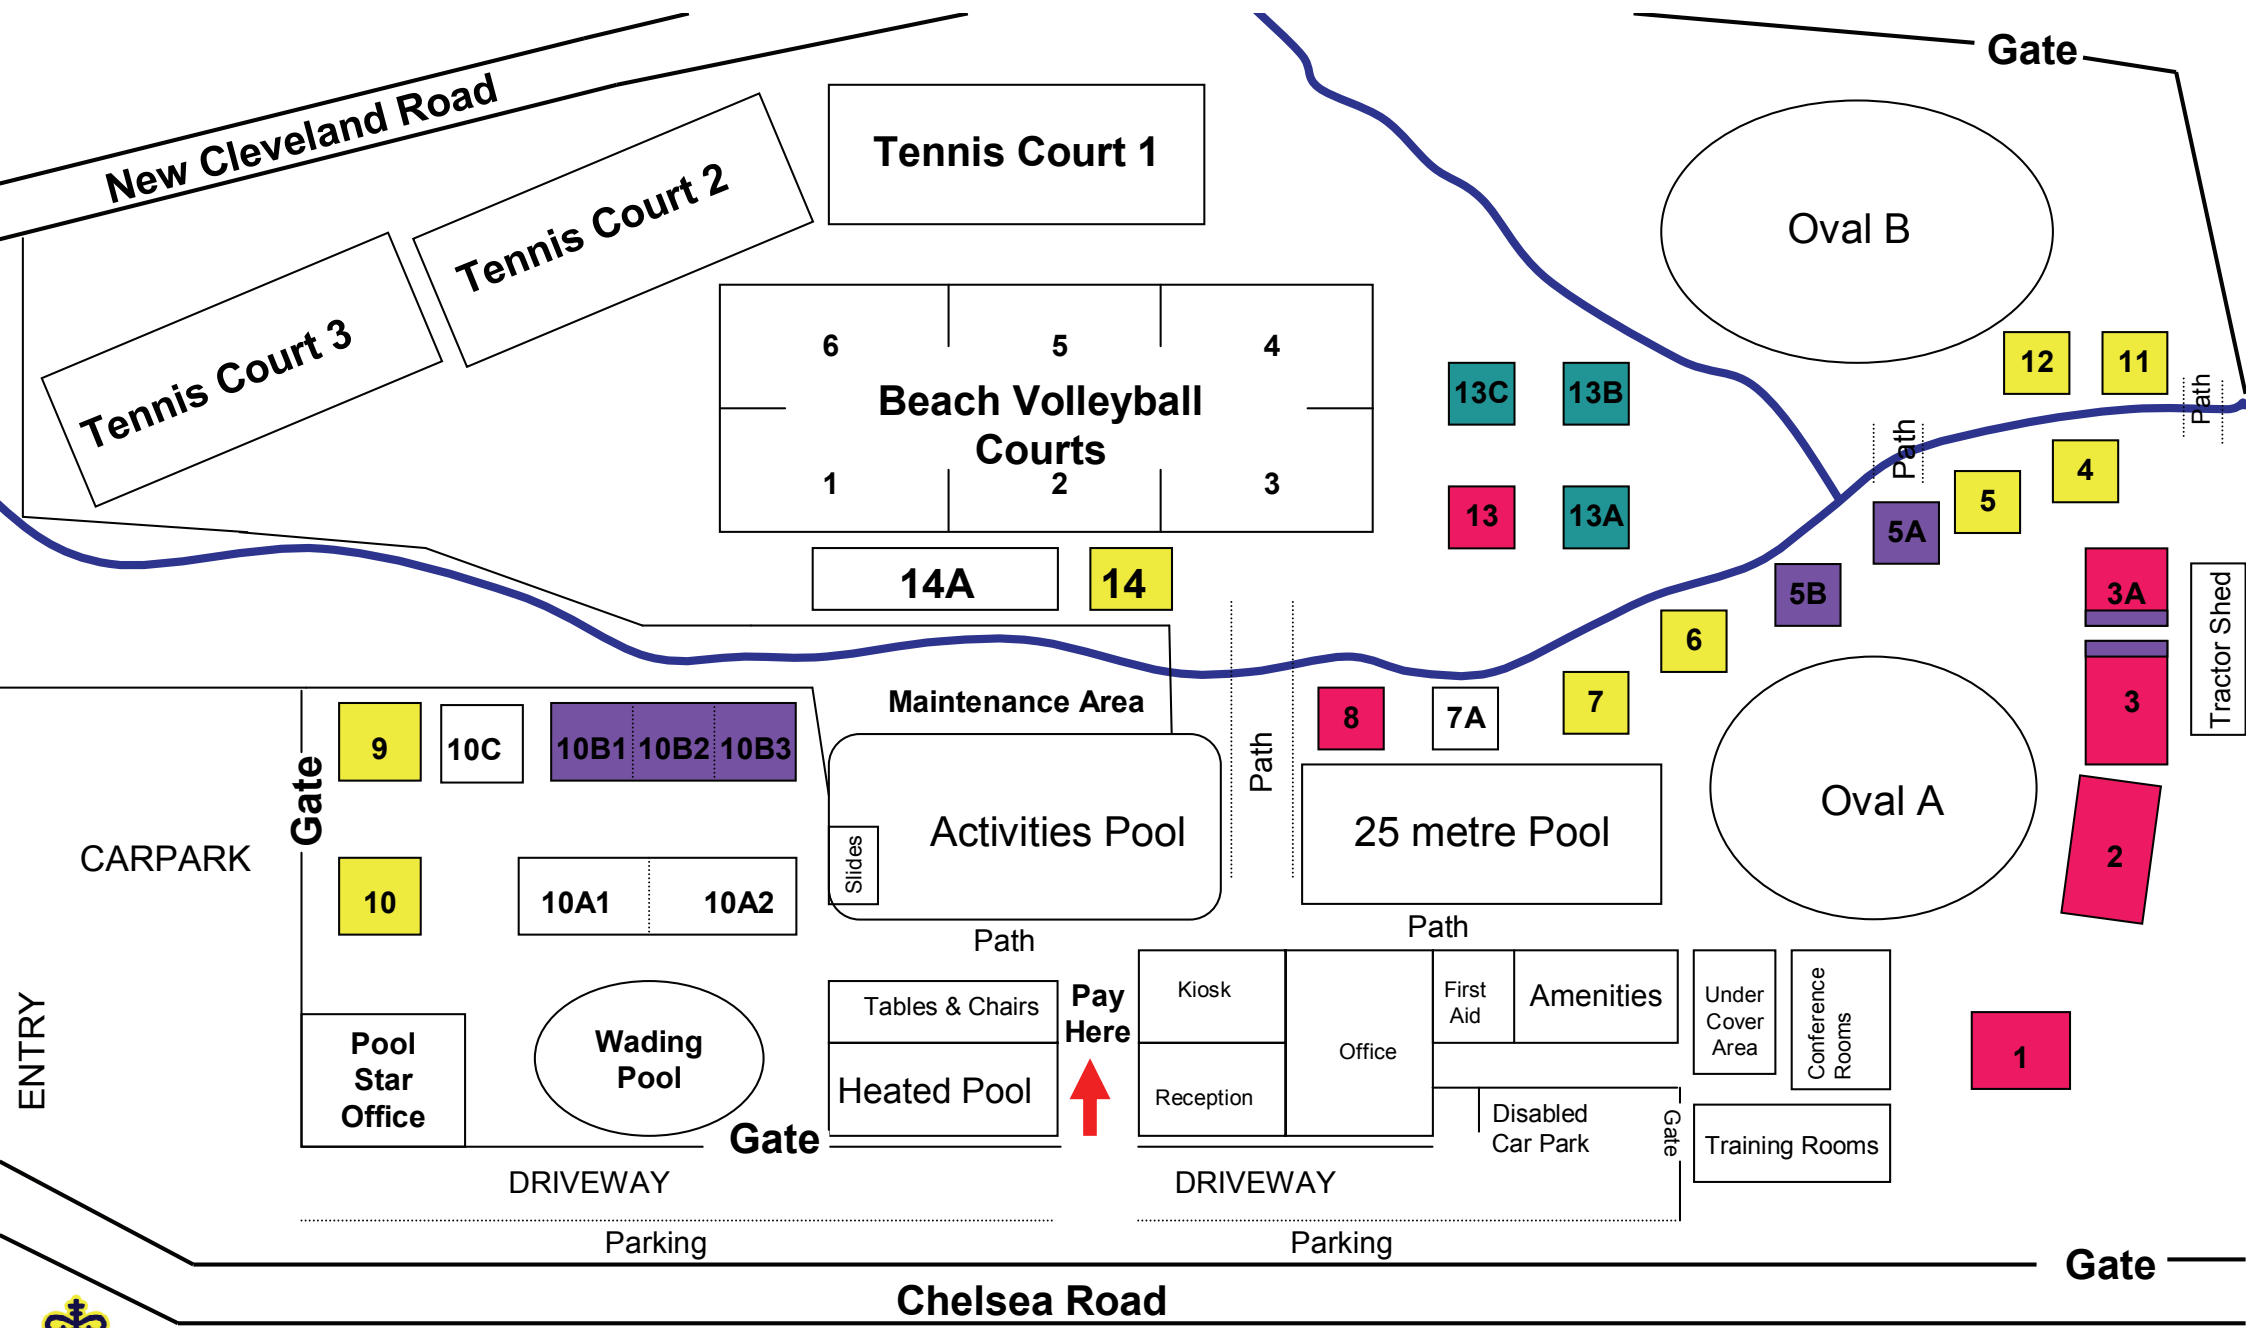 Gate
New Cleveland Road
Tennis Court 1
Tennis Court 2
Tennis Court 3
Oval B
6
5
4
Beach Volleyball
Courts
1
2
3
12
11
Path
13C
13B
Path
4
5
13
13A
5A
14A
14
5B
3A
Tractor Shed
6
Maintenance Area
8
7A
7
3
9
10C
10B1
10B2
10B3
Gate
Path
Activities Pool
25 metre Pool
Oval A
Slides
CARPARK
2
10
10A1
10A2
Path
Path
ENTRY
Pool
Star
Office
Wading
Pool
Tables & Chairs
Heated Pool
Pay
Here
Kiosk
Reception
Office
First
Aid
Amenities
Under
Cover
Area
Conference
Rooms
1
Gate
Disabled
Car Park
Gate
Training Rooms
DRIVEWAY
DRIVEWAY
Parking
Parking
Gate
Chelsea Road